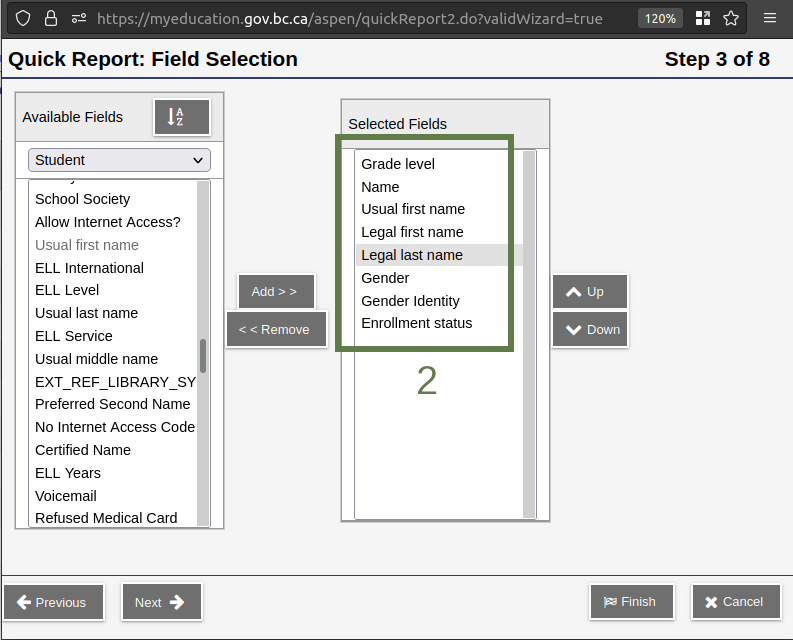 https://myeducation.gov.bc.ca/aspen/quickReport2.do?validWizard=true 120%
Quick Report: Field Selection Step 3 of 8
Available Fields A Z
Student
School Society
Allow Internet Access?
Usual first name
ELL International
ELL Level
Usual last name
ELL Service
Usual middle name
EXT_REF_LIBRARY_SY
Preferred Second Name
No Internet Access Code
Certified Name
ELL Years
Voicemail
Refused Medical Card
Add > >
< < Remove
Selected Fields
Grade level
Name
Usual first name
Legal first name
Legal last name
Gender
Gender Identity
Enrollment status
2
Up
Down
Previous Next Finish Cancel